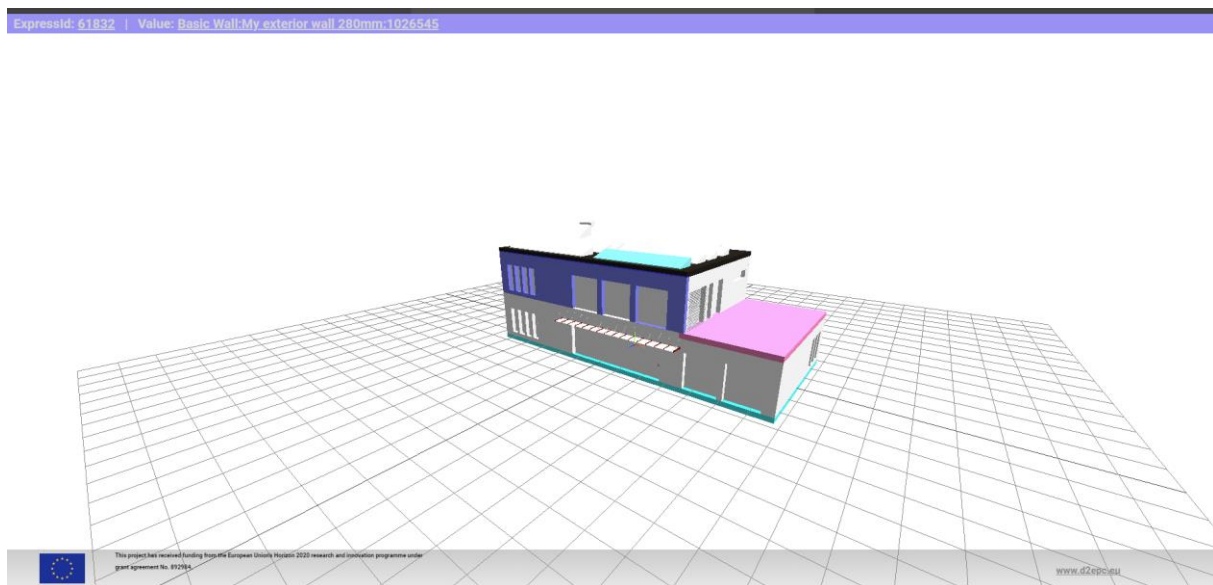 ExpressId: 61832 | Value: Basic Wall:My exterior wall 280mm:1026545
This project has received funding from the European Unions Horizon 2020 research and innovation programme under
grant agreement No. 892984.
www.d2epc.eu